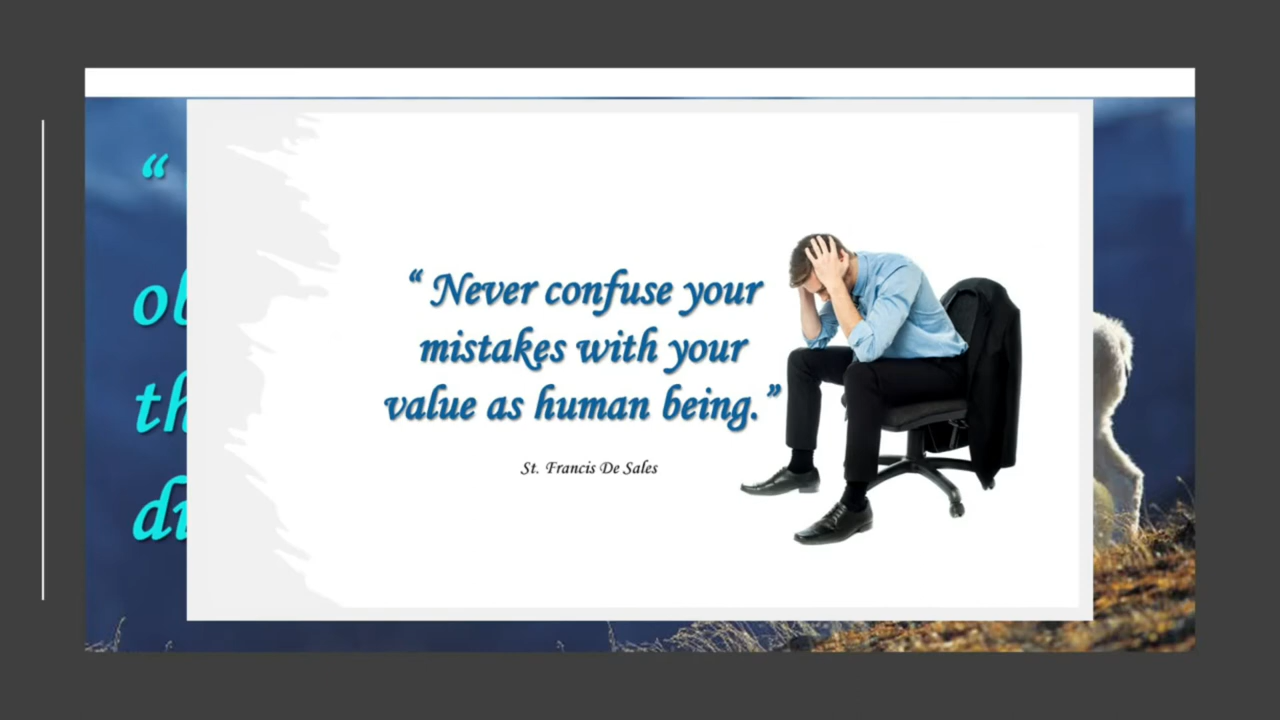 “ Never confuse your
mistakes with your
value as human being.”
St. Francis De Sales